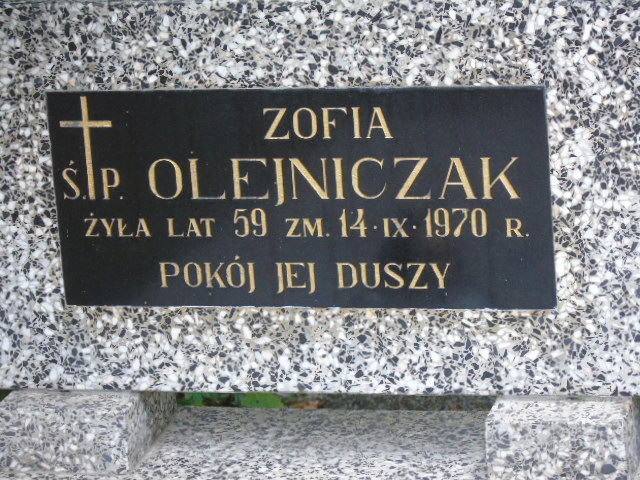 ZOFIA
Ś.P. OLEJNICZAK
ŻYŁA LAT 59 ZM. 14·IX·1970 R.
POKÓJ JEJ DUSZY